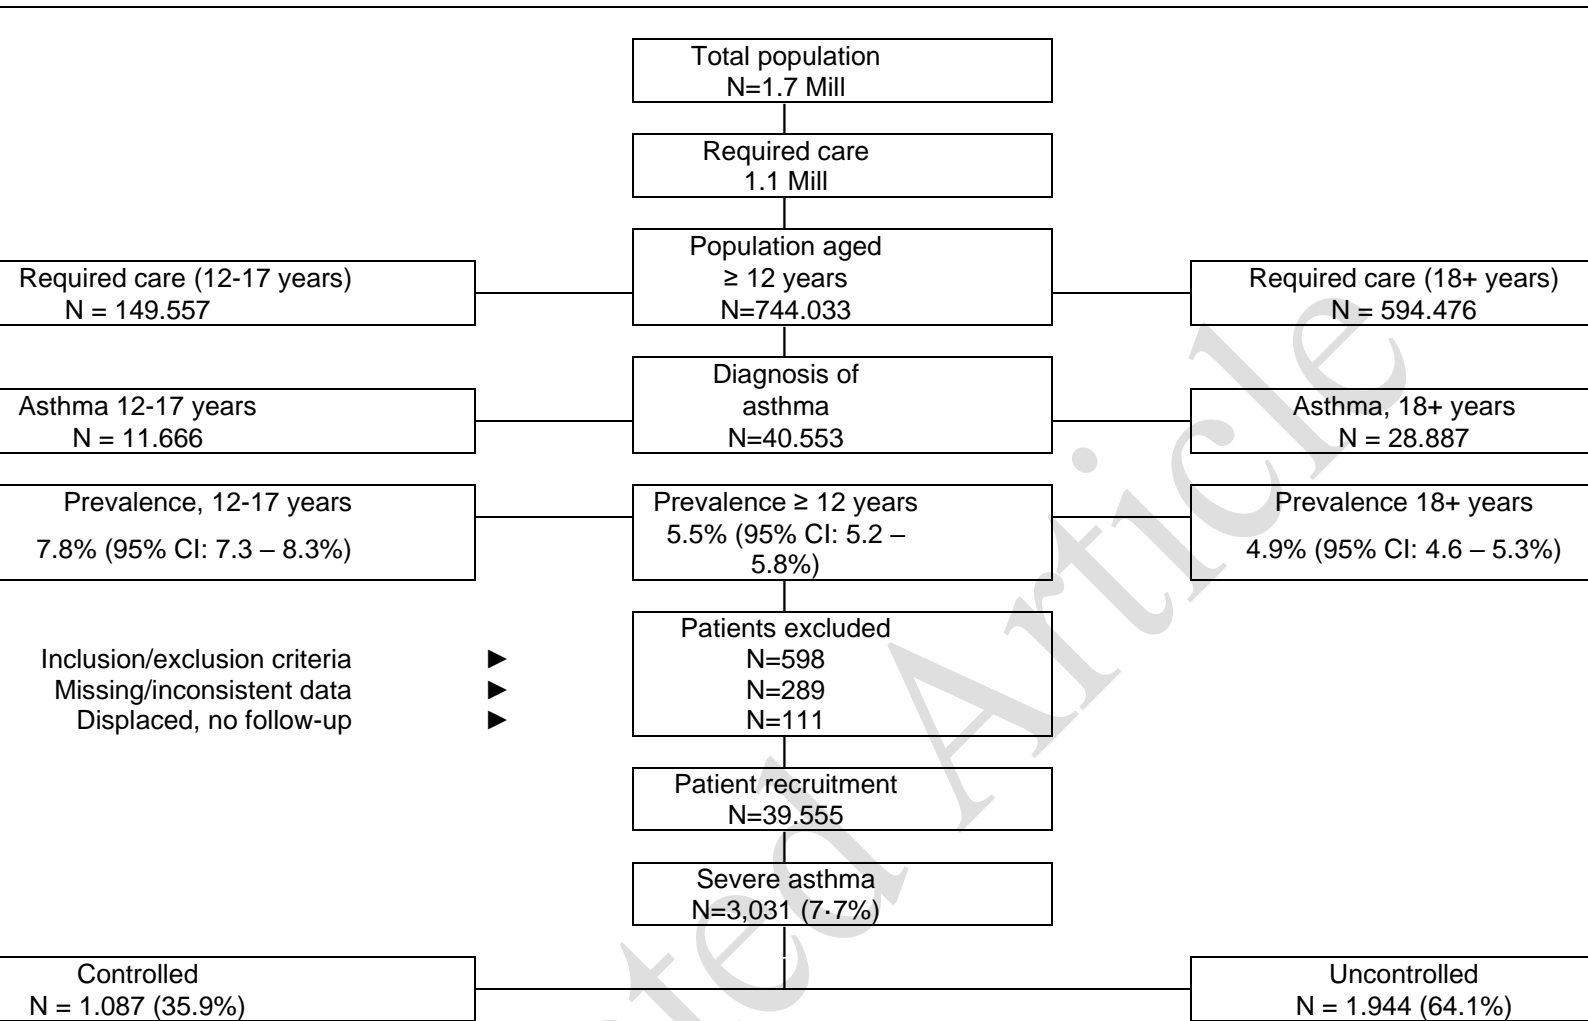 Total population
N=1.7 Mill
Required care
1.1 Mill
Population aged
≥ 12 years
N=744.033
Required care (12-17 years)
N = 149.557
Required care (18+ years)
N = 594.476
Diagnosis of
asthma
N=40.553
Asthma 12-17 years
N = 11.666
Asthma, 18+ years
N = 28.887
Prevalence, 12-17 years
7.8% (95% CI: 7.3 – 8.3%)
Prevalence ≥ 12 years
5.5% (95% CI: 5.2 –
5.8%)
Prevalence 18+ years
4.9% (95% CI: 4.6 – 5.3%)
Patients excluded
Inclusion/exclusion criteria ► N=598
Missing/inconsistent data ► N=289
Displaced, no follow-up ► N=111
Patient recruitment
N=39.555
Severe asthma
N=3,031 (7·7%)
Controlled
N = 1.087 (35.9%)
Uncontrolled
N = 1.944 (64.1%)
ted Article